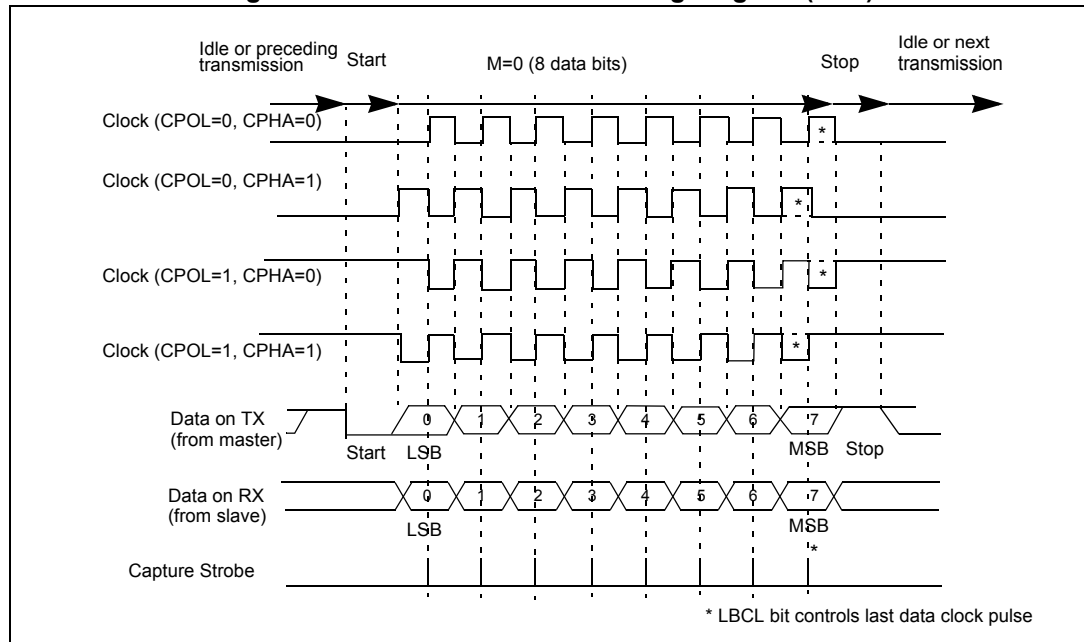 Idle or preceding
transmission
Start
M=0 (8 data bits)
Stop
Idle or next
transmission
Clock (CPOL=0, CPHA=0)
*
Clock (CPOL=0, CPHA=1)
*
Clock (CPOL=1, CPHA=0)
*
Clock (CPOL=1, CPHA=1)
*
Data on TX
(from master)
0 1 2 3 4 5 6 7
Start LSB MSB Stop
Data on RX
(from slave)
0 1 2 3 4 5 6 7
LSB MSB
*
Capture Strobe
* LBCL bit controls last data clock pulse